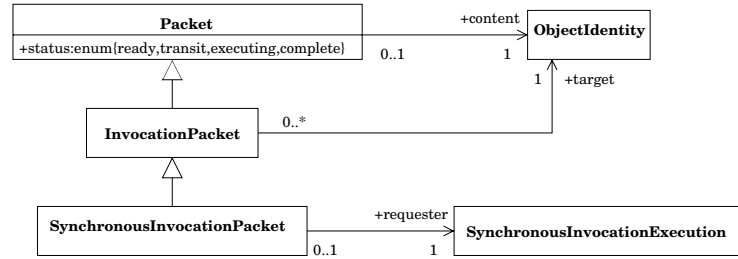 Packet
+status:enum{ready,transit,executing,complete}
+content
0..1
1
ObjectIdentity
1
+target
InvocationPacket
0..*
SynchronousInvocationPacket
+requester
0..1
1
SynchronousInvocationExecution